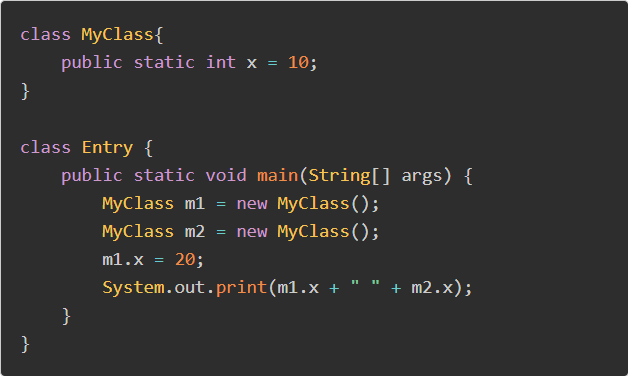 class MyClass{
    public static int x = 10;
}

class Entry {
    public static void main(String[] args) {
        MyClass m1 = new MyClass();
        MyClass m2 = new MyClass();
        m1.x = 20;
        System.out.print(m1.x + " " + m2.x);
    }
}